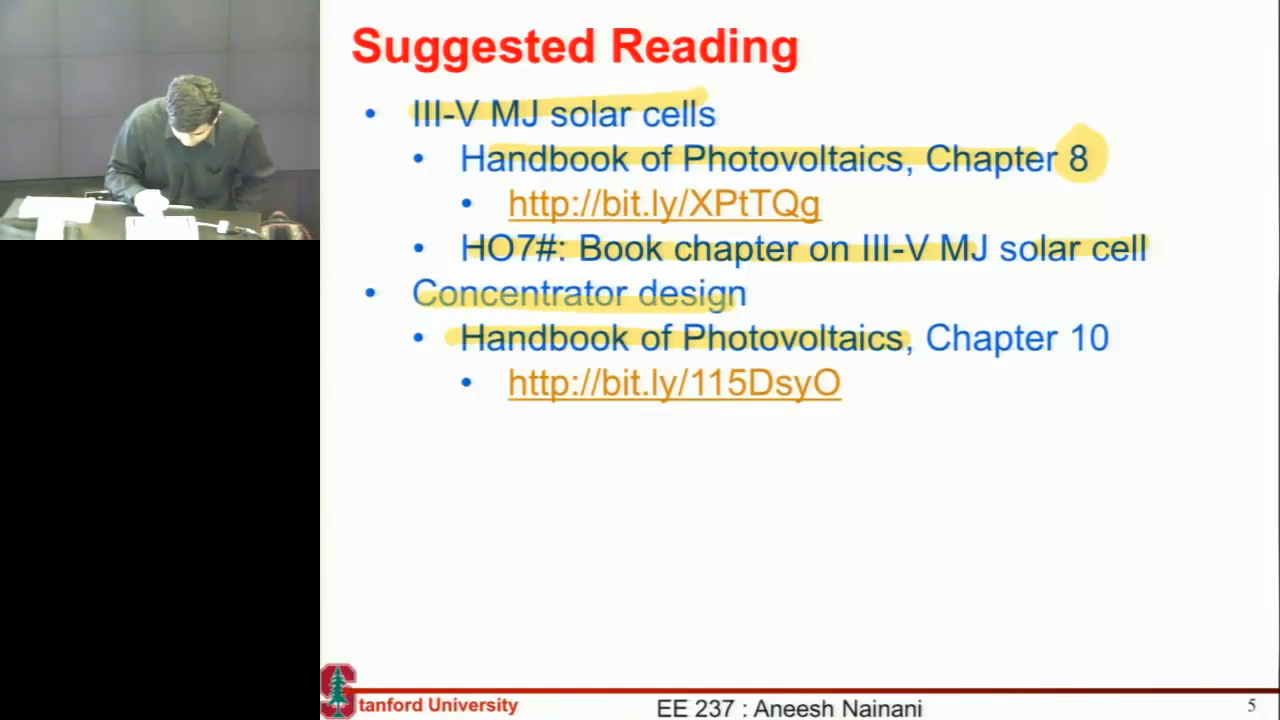 Suggested Reading
• III-V MJ solar cells
• Handbook of Photovoltaics, Chapter 8
• http://bit.ly/XPtTQg
• HO7#: Book chapter on III-V MJ solar cell
• Concentrator design
• Handbook of Photovoltaics, Chapter 10
• http://bit.ly/115DsyO
Stanford University
EE 237 : Aneesh Nainani
5